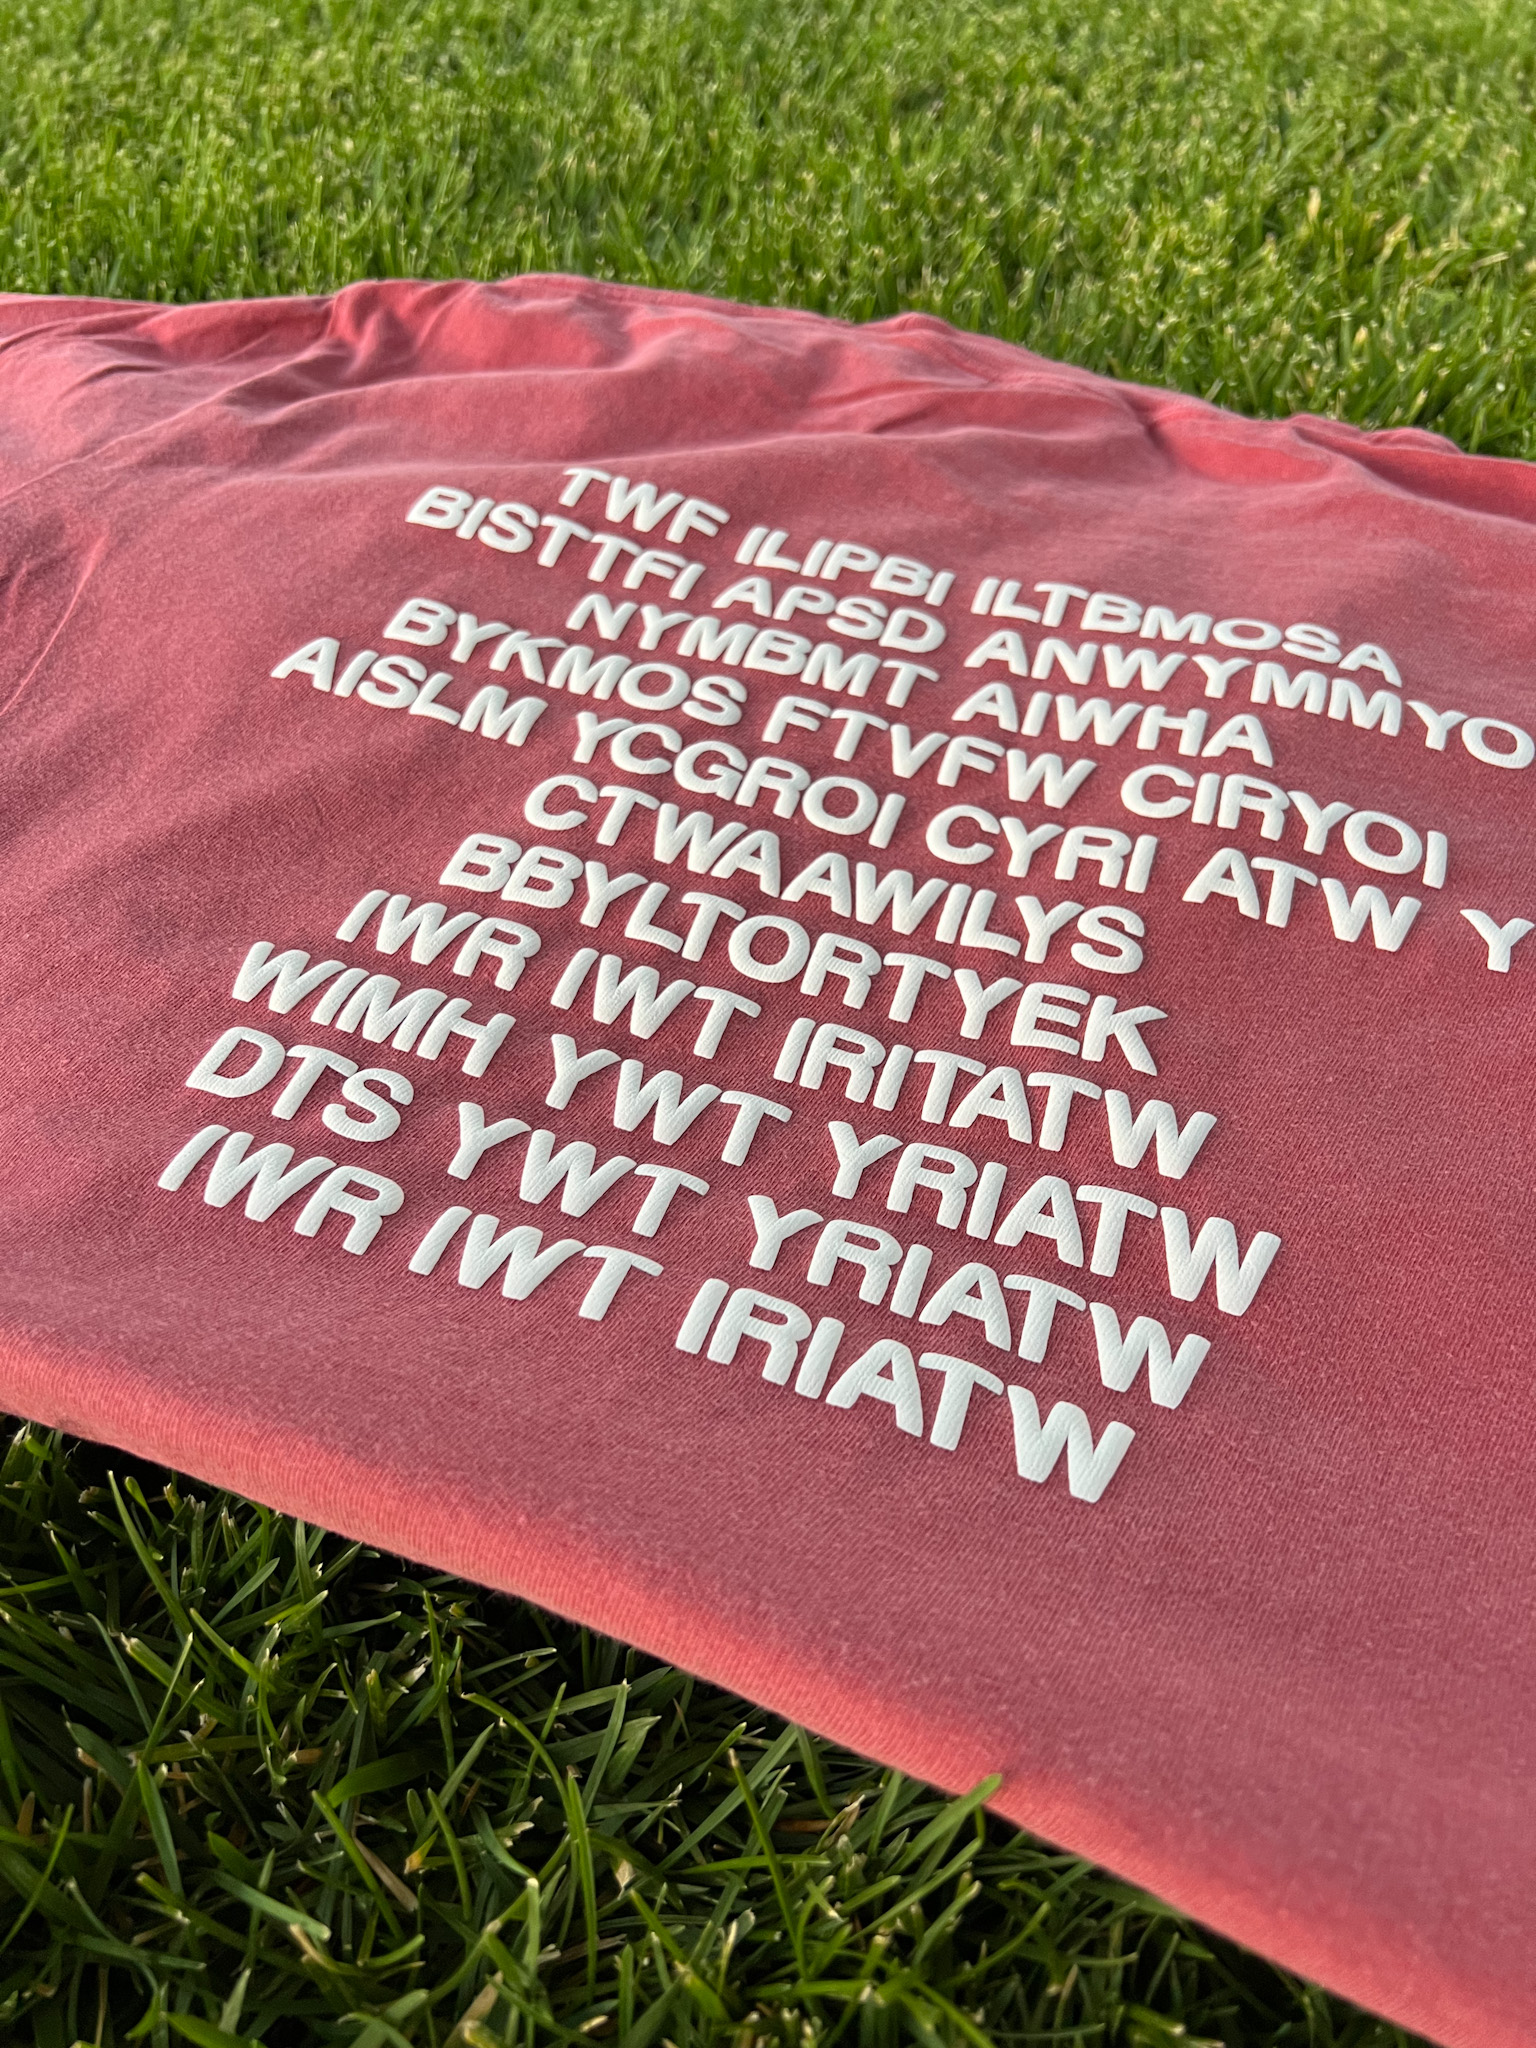 TWF ILIPBI ILTBMOSA
BISTTFI APSD ANWYMMYO
NYMBMT AIWHA
BYKMOS FTVFW CIRYOI
AISLM YCGROI CYRI ATW Y
CTWAAWILYS
BBYLTORTYEK
IWR IWT IRITATW
WIMH YWT YRIATW
DTS YWT YRIATW
IWR IWT IRIATW